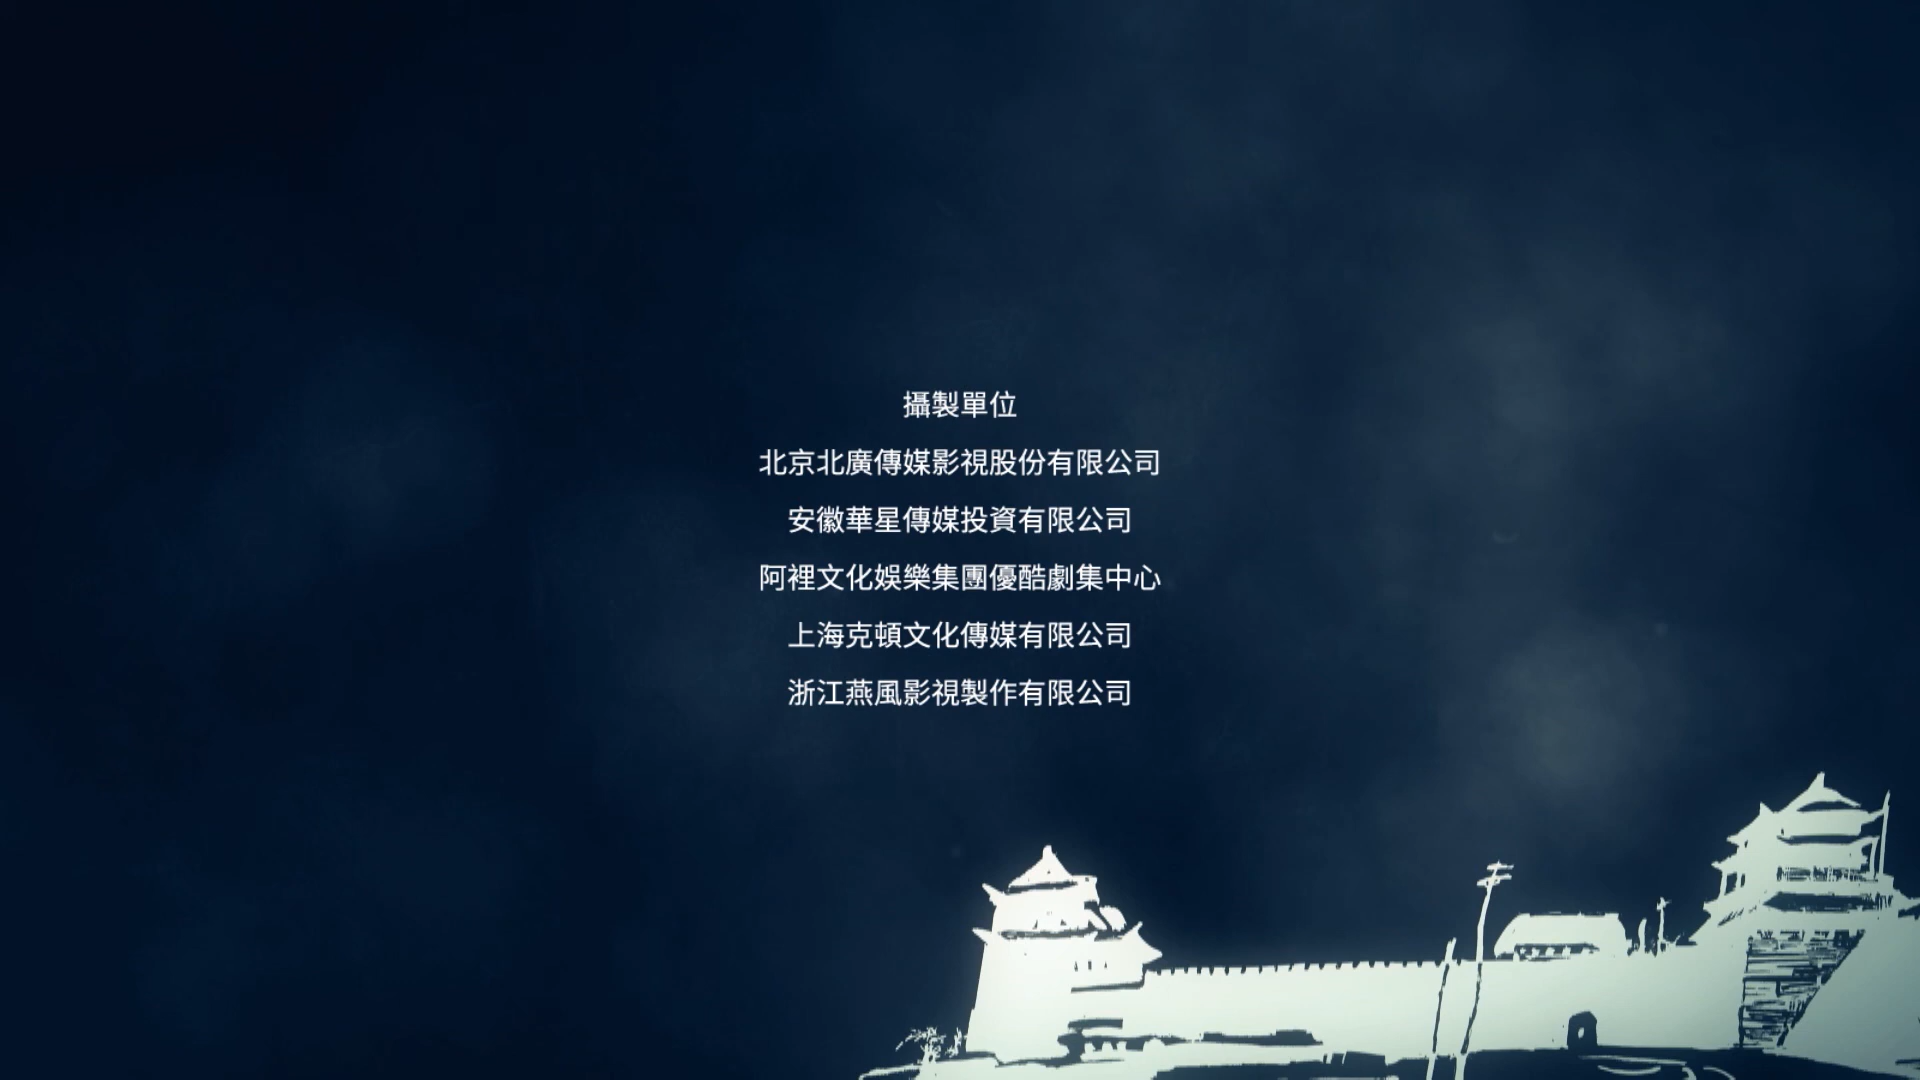 攝製單位
北京北廣傳媒影視股份有限公司
安徽華星傳媒投資有限公司
阿裡文化娛樂集團優酷劇集中心
上海克頓文化傳媒有限公司
浙江燕風影視製作有限公司